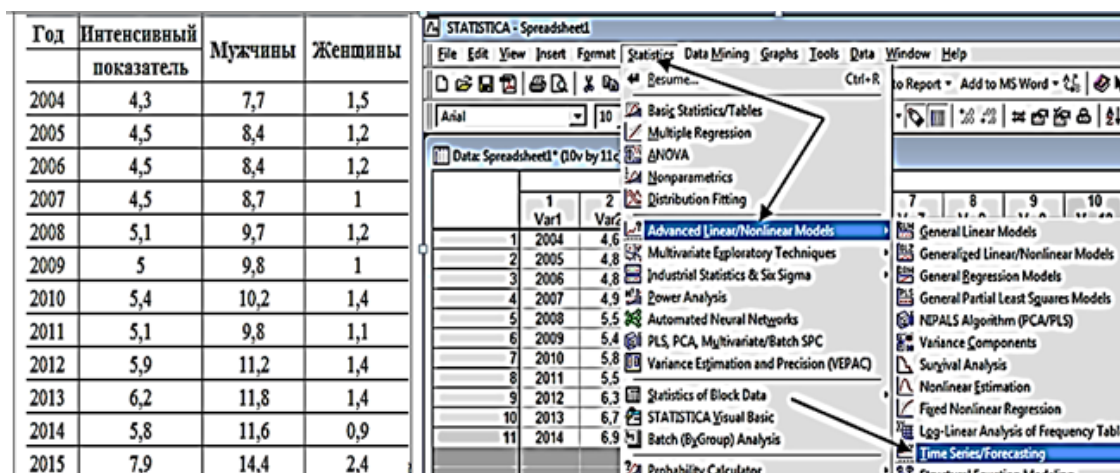 Год Интенсивный показатель Мужчины Женщины
2004 4,3 7,7 1,5
2005 4,5 8,4 1,2
2006 4,5 8,4 1,2
2007 4,5 8,7 1
2008 5,1 9,7 1,2
2009 5 9,8 1
2010 5,4 10,2 1,4
2011 5,1 9,8 1,1
2012 5,9 11,2 1,4
2013 6,2 11,8 1,4
2014 5,8 11,6 0,9
2015 7,9 14,4 2,4
STATISTICA - Spreadsheet1
File Edit View Insert Format Statistics Data Mining Graphs Tools Data Window Help
Resume... Ctrl+R
to Report Add to MS Word
Arial 10
Basic Statistics/Tables
Multiple Regression
ANOVA
Nonparametrics
Distribution Fitting
Advanced Linear/Nonlinear Models
Multivariate Exploratory Techniques
Industrial Statistics & Six Sigma
Power Analysis
Automated Neural Networks
PLS, PCA, Multivariate/Batch SPC
Variance Estimation and Precision (VEPAC)
Statistics of Block Data
STATISTICA Visual Basic
Batch (ByGroup) Analysis
Probability Calculator
Data: Spreadsheet1* (10v by 11c
1 2 7 8 9 10
Var1 Var2
1 2004 4,6
2 2005 4,8
3 2006 4,8
4 2007 4,9
5 2008 5,5
6 2009 5,4
7 2010 5,8
8 2011 5,5
9 2012 6,3
10 2013 6,7
11 2014 6,9
General Linear Models
Generalized Linear/Nonlinear Models
General Regression Models
General Partial Least Squares Models
NIPALS Algorithm (PCA/PLS)
Variance Components
Survival Analysis
Nonlinear Estimation
Fixed Nonlinear Regression
Log-Linear Analysis of Frequency Tabl
Time Series/Forecasting
Structural Equation Modeling